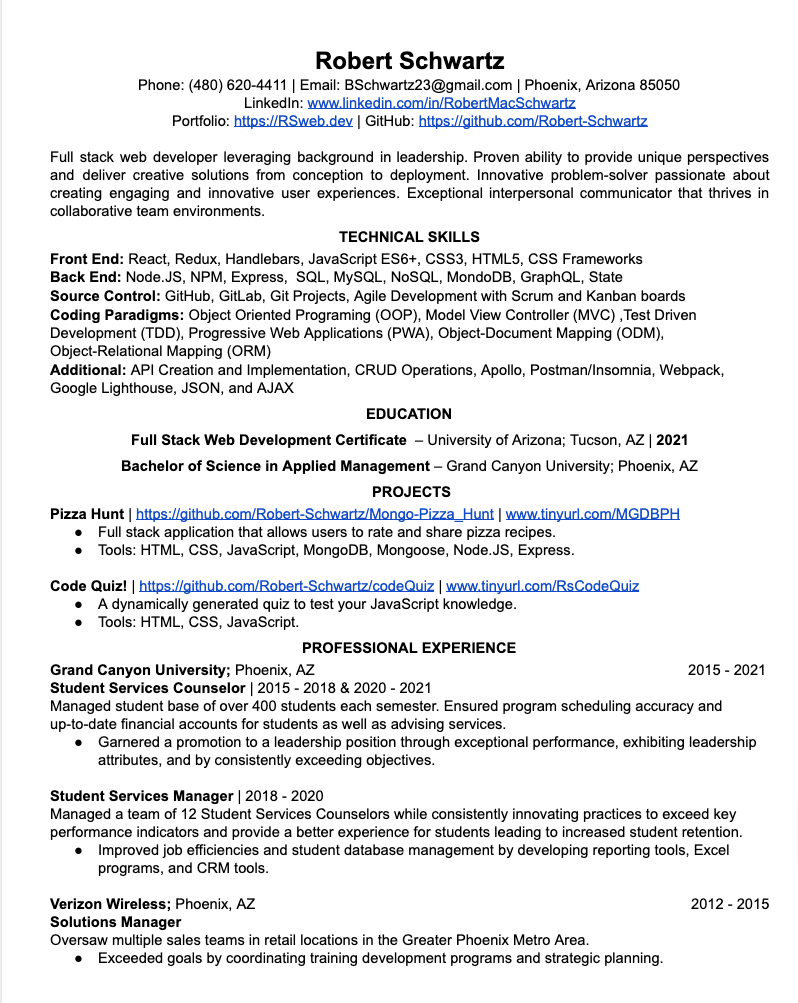 Robert Schwartz
Phone: (480) 620-4411 | Email: BSchwartz23@gmail.com | Phoenix, Arizona 85050
LinkedIn: www.linkedin.com/in/RobertMacSchwartz
Portfolio: https://RSweb.dev | GitHub: https://github.com/Robert-Schwartz
Full stack web developer leveraging background in leadership. Proven ability to provide unique perspectives
and deliver creative solutions from conception to deployment. Innovative problem-solver passionate about
creating engaging and innovative user experiences. Exceptional interpersonal communicator that thrives in
collaborative team environments.
TECHNICAL SKILLS
Front End: React, Redux, Handlebars, JavaScript ES6+, CSS3, HTML5, CSS Frameworks
Back End: Node.JS, NPM, Express,  SQL, MySQL, NoSQL, MondoDB, GraphQL, State
Source Control: GitHub, GitLab, Git Projects, Agile Development with Scrum and Kanban boards
Coding Paradigms: Object Oriented Programing (OOP), Model View Controller (MVC) ,Test Driven
Development (TDD), Progressive Web Applications (PWA), Object-Document Mapping (ODM),
Object-Relational Mapping (ORM)
Additional: API Creation and Implementation, CRUD Operations, Apollo, Postman/Insomnia, Webpack,
Google Lighthouse, JSON, and AJAX
EDUCATION
Full Stack Web Development Certificate  – University of Arizona; Tucson, AZ | 2021
Bachelor of Science in Applied Management – Grand Canyon University; Phoenix, AZ
PROJECTS
Pizza Hunt | https://github.com/Robert-Schwartz/Mongo-Pizza_Hunt | www.tinyurl.com/MGDBPH
● Full stack application that allows users to rate and share pizza recipes.
● Tools: HTML, CSS, JavaScript, MongoDB, Mongoose, Node.JS, Express.
Code Quiz! | https://github.com/Robert-Schwartz/codeQuiz | www.tinyurl.com/RsCodeQuiz
● A dynamically generated quiz to test your JavaScript knowledge.
● Tools: HTML, CSS, JavaScript.
PROFESSIONAL EXPERIENCE
Grand Canyon University; Phoenix, AZ 2015 - 2021
Student Services Counselor | 2015 - 2018 & 2020 - 2021
Managed student base of over 400 students each semester. Ensured program scheduling accuracy and
up-to-date financial accounts for students as well as advising services.
● Garnered a promotion to a leadership position through exceptional performance, exhibiting leadership
attributes, and by consistently exceeding objectives.
Student Services Manager | 2018 - 2020
Managed a team of 12 Student Services Counselors while consistently innovating practices to exceed key
performance indicators and provide a better experience for students leading to increased student retention.
● Improved job efficiencies and student database management by developing reporting tools, Excel
programs, and CRM tools.
Verizon Wireless; Phoenix, AZ 2012 - 2015
Solutions Manager
Oversaw multiple sales teams in retail locations in the Greater Phoenix Metro Area.
● Exceeded goals by coordinating training development programs and strategic planning.